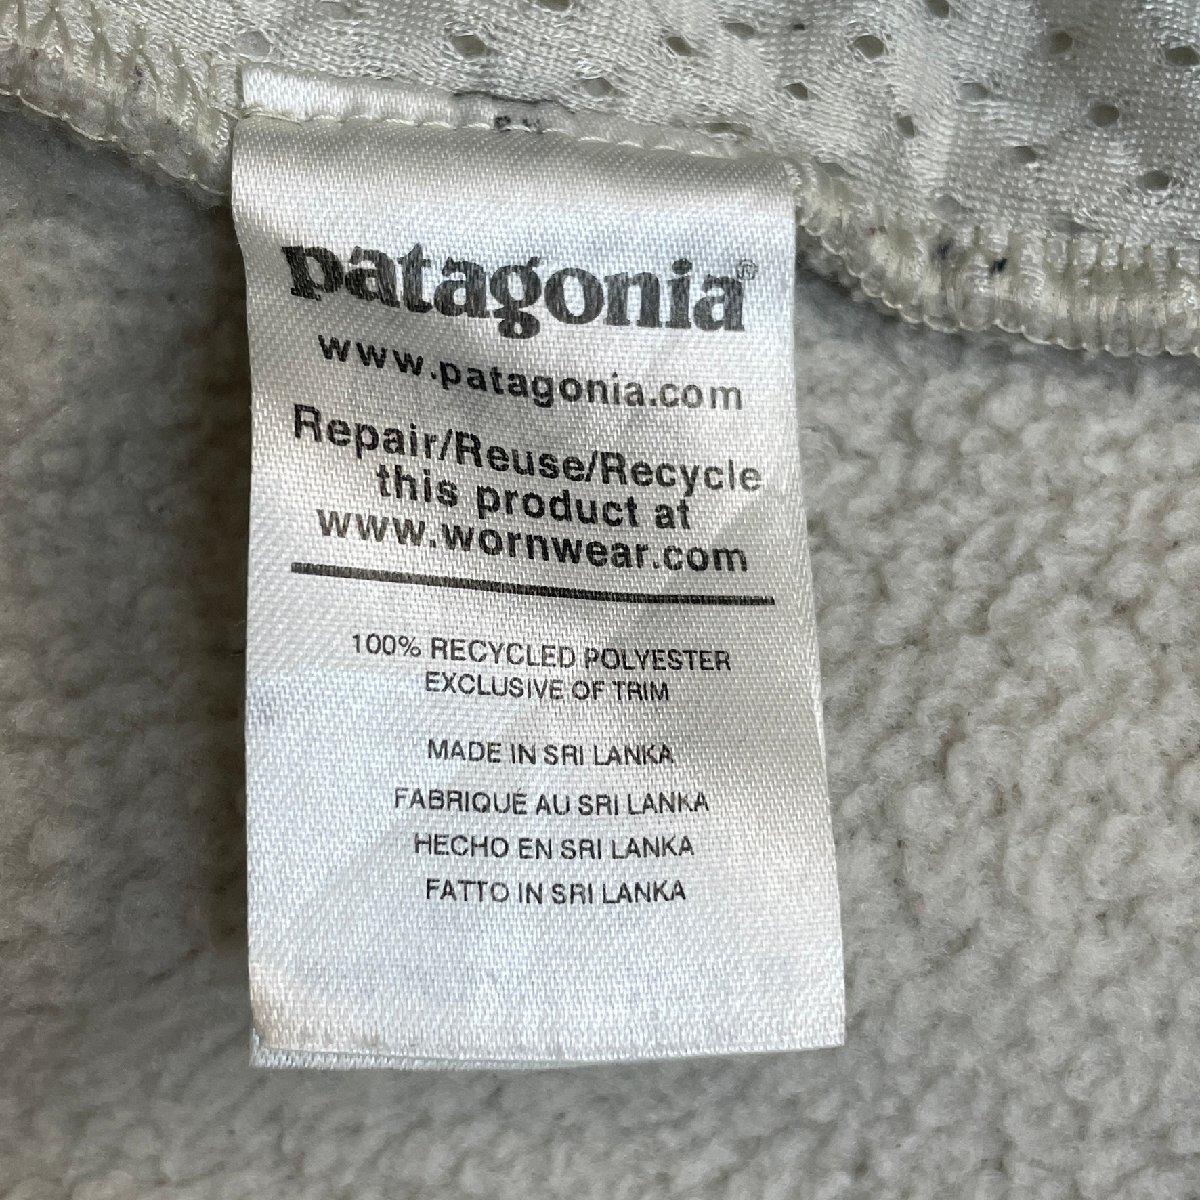 patagonia®
www.patagonia.com
Repair/Reuse/Recycle
this product at
www.wornwear.com
100% RECYCLED POLYESTER
EXCLUSIVE OF TRIM
MADE IN SRI LANKA
FABRIQUÉ AU SRI LANKA
HECHO EN SRI LANKA
FATTO IN SRI LANKA